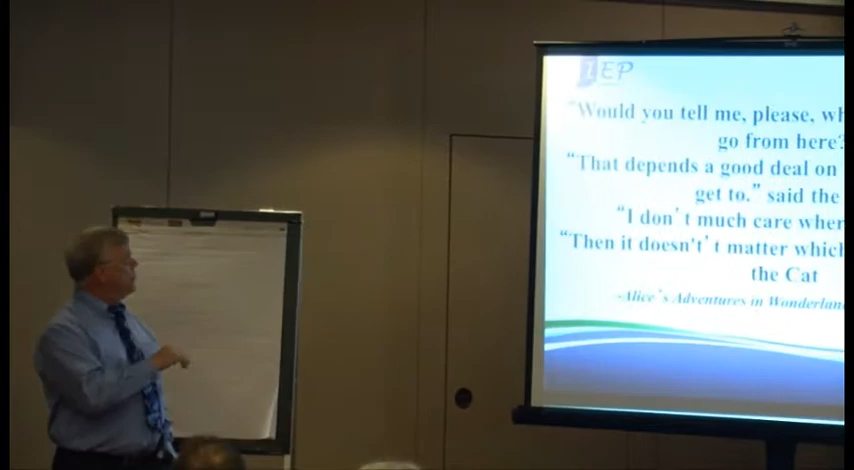 IEP
"Would you tell me, please, wh
go from here?
"That depends a good deal on
get to." said the
"I don't much care wher
"Then it doesn't't matter which
the Cat
-Alice's Adventures in Wonderland